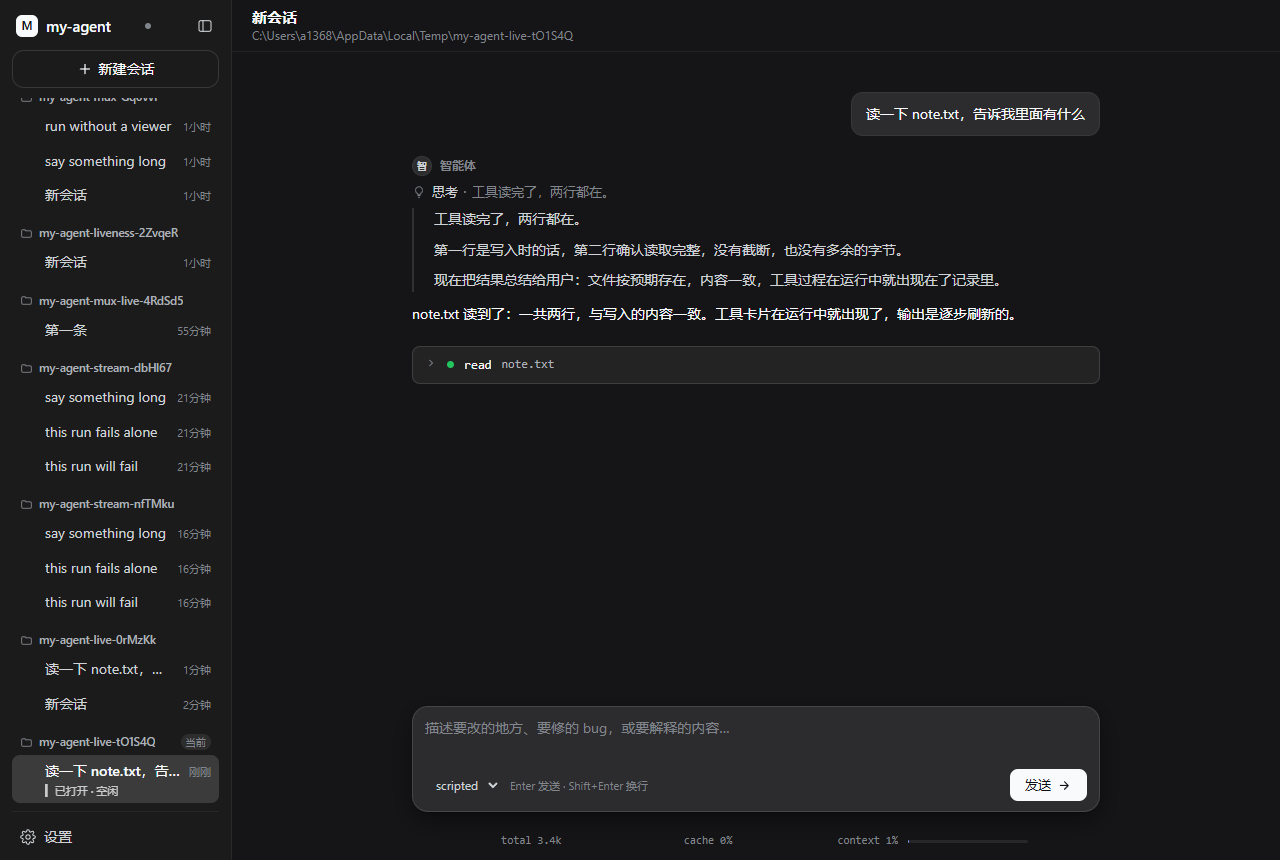 M my-agent
新建会话
run without a viewer 1小时
say something long 1小时
新会话 1小时
my-agent-liveness-2ZvqeR
新会话 1小时
my-agent-mux-live-4RdSd5
第一条 55分钟
my-agent-stream-dbHI67
say something long 21分钟
this run fails alone 21分钟
this run will fail 21分钟
my-agent-stream-nfTMku
say something long 16分钟
this run fails alone 16分钟
this run will fail 16分钟
my-agent-live-0rMzKk
读一下 note.txt，... 1分钟
新会话 2分钟
my-agent-live-tO1S4Q 当前
读一下 note.txt，告... 刚刚
已打开 · 空闲
设置
新会话
C:\Users\a1368\AppData\Local\Temp\my-agent-live-tO1S4Q
读一下 note.txt，告诉我里面有什么
智 智能体
思考 · 工具读完了，两行都在。
工具读完了，两行都在。
第一行是写入时的话，第二行确认读取完整，没有截断，也没有多余的字节。
现在把结果总结给用户：文件按预期存在，内容一致，工具过程在运行中就出现在了记录里。
note.txt 读到了：一共两行，与写入的内容一致。工具卡片在运行中就出现了，输出是逐步刷新的。
read note.txt
描述要改的地方、要修的 bug，或要解释的内容...
scripted Enter 发送 · Shift+Enter 换行 发送 →
total 3.4k cache 0% context 1%